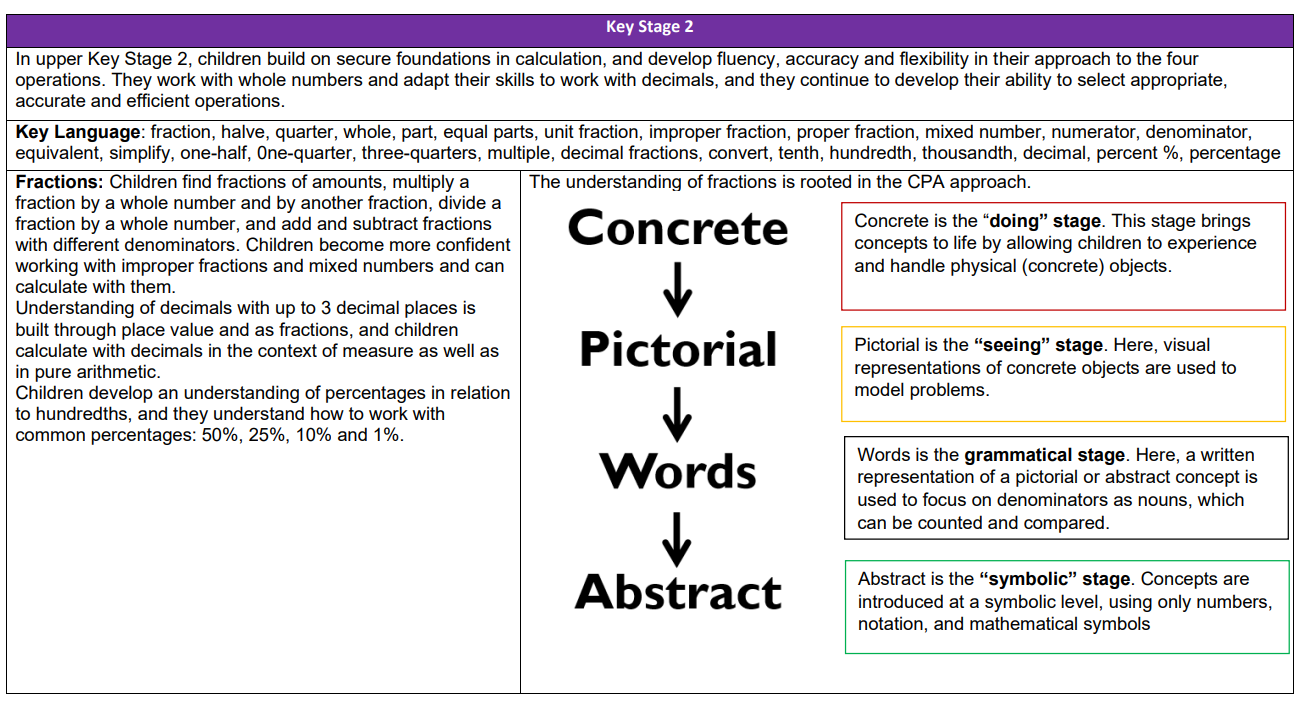 Key Stage 2
In upper Key Stage 2, children build on secure foundations in calculation, and develop fluency, accuracy and flexibility in their approach to the four
operations. They work with whole numbers and adapt their skills to work with decimals, and they continue to develop their ability to select appropriate,
accurate and efficient operations.
Key Language: fraction, halve, quarter, whole, part, equal parts, unit fraction, improper fraction, proper fraction, mixed number, numerator, denominator,
equivalent, simplify, one-half, 0ne-quarter, three-quarters, multiple, decimal fractions, convert, tenth, hundredth, thousandth, decimal, percent %, percentage
Fractions: Children find fractions of amounts, multiply a
fraction by a whole number and by another fraction, divide a
fraction by a whole number, and add and subtract fractions
with different denominators. Children become more confident
working with improper fractions and mixed numbers and can
calculate with them.
Understanding of decimals with up to 3 decimal places is
built through place value and as fractions, and children
calculate with decimals in the context of measure as well as
in pure arithmetic.
Children develop an understanding of percentages in relation
to hundredths, and they understand how to work with
common percentages: 50%, 25%, 10% and 1%.
The understanding of fractions is rooted in the CPA approach.
Concrete
Concrete is the “doing” stage. This stage brings
concepts to life by allowing children to experience
and handle physical (concrete) objects.
Pictorial
Pictorial is the “seeing” stage. Here, visual
representations of concrete objects are used to
model problems.
Words
Words is the grammatical stage. Here, a written
representation of a pictorial or abstract concept is
used to focus on denominators as nouns, which
can be counted and compared.
Abstract
Abstract is the “symbolic” stage. Concepts are
introduced at a symbolic level, using only numbers,
notation, and mathematical symbols